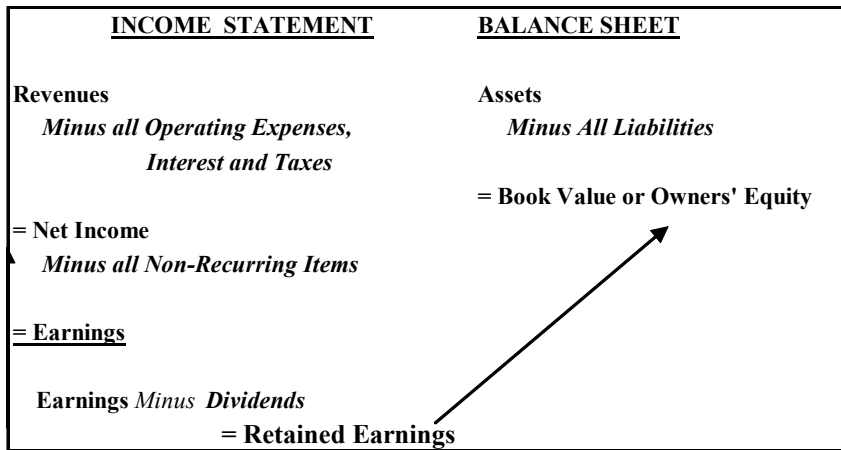 INCOME STATEMENT
Revenues
Minus all Operating Expenses,
Interest and Taxes
= Net Income
Minus all Non-Recurring Items
= Earnings
Earnings Minus Dividends
= Retained Earnings
BALANCE SHEET
Assets
Minus All Liabilities
= Book Value or Owners' Equity